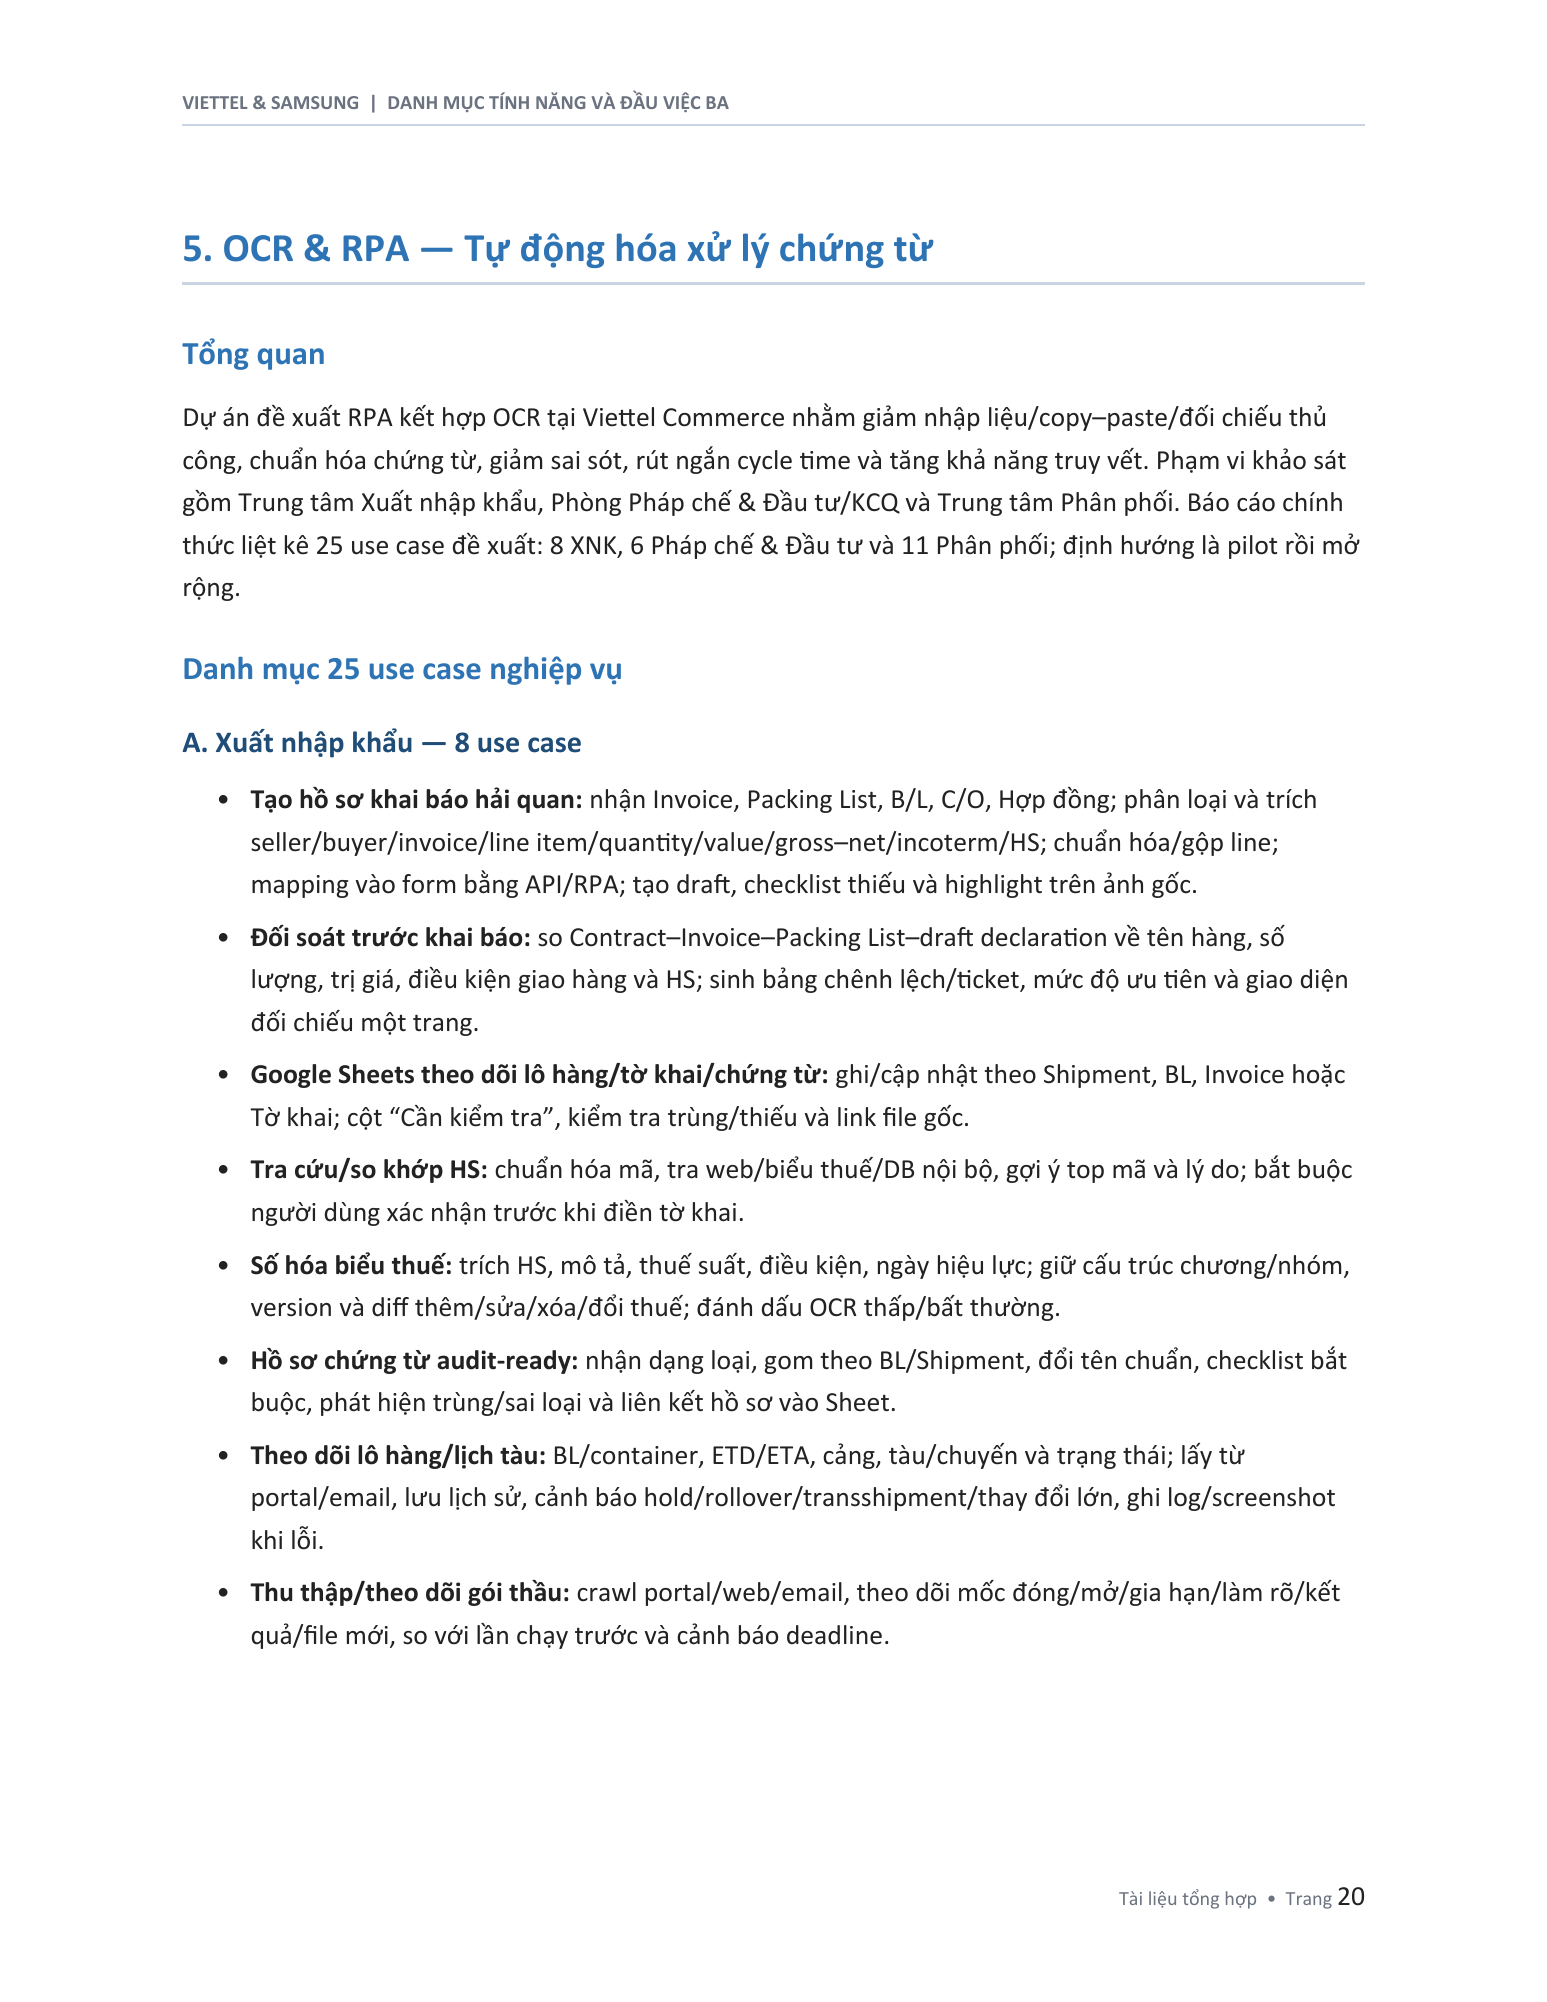 VIETTEL & SAMSUNG | DANH MỤC TÍNH NĂNG VÀ ĐẦU VIỆC BA
5. OCR & RPA — Tự động hóa xử lý chứng từ
Tổng quan
Dự án đề xuất RPA kết hợp OCR tại Viettel Commerce nhằm giảm nhập liệu/copy–paste/đối chiếu thủ
công, chuẩn hóa chứng từ, giảm sai sót, rút ngắn cycle time và tăng khả năng truy vết. Phạm vi khảo sát
gồm Trung tâm Xuất nhập khẩu, Phòng Pháp chế & Đầu tư/KCQ và Trung tâm Phân phối. Báo cáo chính
thức liệt kê 25 use case đề xuất: 8 XNK, 6 Pháp chế & Đầu tư và 11 Phân phối; định hướng là pilot rồi mở
rộng.
Danh mục 25 use case nghiệp vụ
A. Xuất nhập khẩu — 8 use case
• Tạo hồ sơ khai báo hải quan: nhận Invoice, Packing List, B/L, C/O, Hợp đồng; phân loại và trích
seller/buyer/invoice/line item/quantity/value/gross–net/incoterm/HS; chuẩn hóa/gộp line;
mapping vào form bằng API/RPA; tạo draft, checklist thiếu và highlight trên ảnh gốc.
• Đối soát trước khai báo: so Contract–Invoice–Packing List–draft declaration về tên hàng, số
lượng, trị giá, điều kiện giao hàng và HS; sinh bảng chênh lệch/ticket, mức độ ưu tiên và giao diện
đối chiếu một trang.
• Google Sheets theo dõi lô hàng/tờ khai/chứng từ: ghi/cập nhật theo Shipment, BL, Invoice hoặc
Tờ khai; cột “Cần kiểm tra”, kiểm tra trùng/thiếu và link file gốc.
• Tra cứu/so khớp HS: chuẩn hóa mã, tra web/biểu thuế/DB nội bộ, gợi ý top mã và lý do; bắt buộc
người dùng xác nhận trước khi điền tờ khai.
• Số hóa biểu thuế: trích HS, mô tả, thuế suất, điều kiện, ngày hiệu lực; giữ cấu trúc chương/nhóm,
version và diff thêm/sửa/xóa/đổi thuế; đánh dấu OCR thấp/bất thường.
• Hồ sơ chứng từ audit-ready: nhận dạng loại, gom theo BL/Shipment, đổi tên chuẩn, checklist bắt
buộc, phát hiện trùng/sai loại và liên kết hồ sơ vào Sheet.
• Theo dõi lô hàng/lịch tàu: BL/container, ETD/ETA, cảng, tàu/chuyến và trạng thái; lấy từ
portal/email, lưu lịch sử, cảnh báo hold/rollover/transshipment/thay đổi lớn, ghi log/screenshot
khi lỗi.
• Thu thập/theo dõi gói thầu: crawl portal/web/email, theo dõi mốc đóng/mở/gia hạn/làm rõ/kết
quả/file mới, so với lần chạy trước và cảnh báo deadline.
Tài liệu tổng hợp • Trang 20